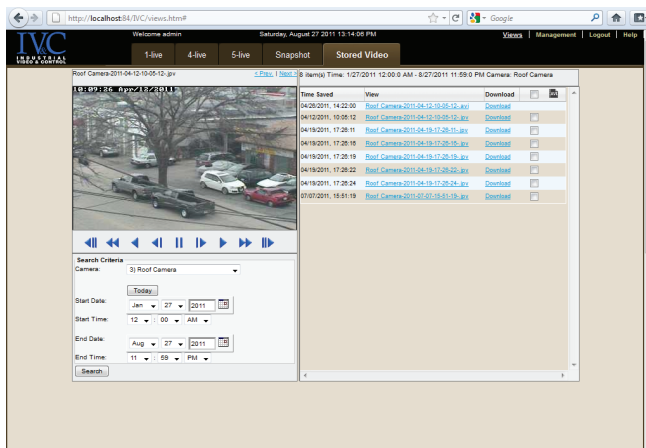 http://localhost:84/IVC/views.htm#
Google
IVC
INDUSTRIAL
VIDEO & CONTROL
Welcome admin
Saturday, August 27 2011 13:14:06 PM
Views | Management | Logout | Help
1-live
4-live
5-live
Snapshot
Stored Video
Roof Camera-2011-04-12-10-05-12-.jpv
< Prev. | Next >
8 item(s) Time: 1/27/2011 12:00:0 AM - 8/27/2011 11:59:0 PM Camera: Roof Camera
10:09:26 Apr/12/2011
Time Saved View Download AVI
04/26/2011, 14:22:00 Roof Camera-2011-04-12-10-05-12-.avi Download
04/12/2011, 10:05:12 Roof Camera-2011-04-12-10-05-12-.jpv Download
04/19/2011, 17:26:11 Roof Camera-2011-04-19-17-26-11-.jpv Download
04/19/2011, 17:26:16 Roof Camera-2011-04-19-17-26-16-.jpv Download
04/19/2011, 17:26:19 Roof Camera-2011-04-19-17-26-19-.jpv Download
04/19/2011, 17:26:22 Roof Camera-2011-04-19-17-26-22-.jpv Download
04/19/2011, 17:26:24 Roof Camera-2011-04-19-17-26-24-.jpv Download
07/07/2011, 15:51:19 Roof Camera-2011-07-07-15-51-19-.jpv Download
Search Criteria
Camera: 3) Roof Camera
Today
Start Date: Jan 27 2011
Start Time: 12 : 00 AM
End Date: Aug 27 2011
End Time: 11 : 59 PM
Search